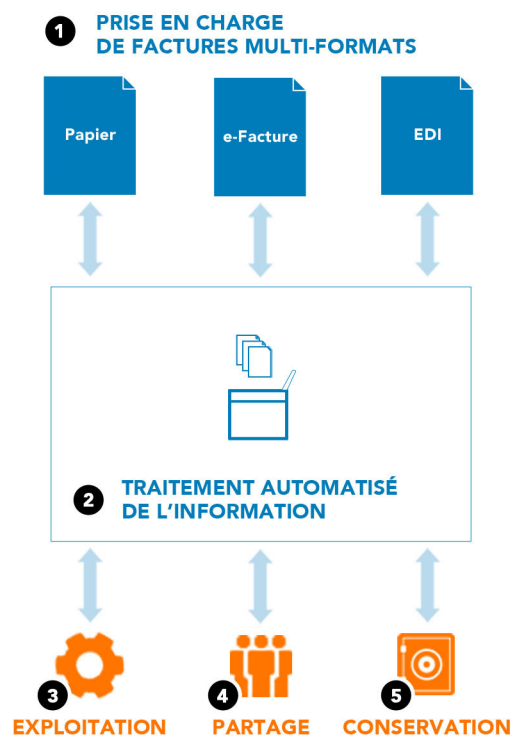 1 PRISE EN CHARGE
DE FACTURES MULTI-FORMATS
Papier
e-Facture
EDI
2 TRAITEMENT AUTOMATISÉ
DE L'INFORMATION
3
EXPLOITATION
4
PARTAGE
5
CONSERVATION